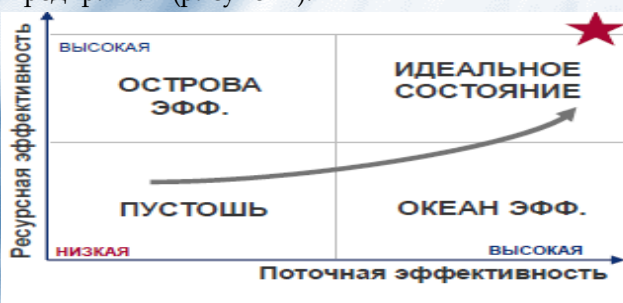 ВЫСОКАЯ
ОСТРОВА
ЭФФ.
ИДЕАЛЬНОЕ
СОСТОЯНИЕ
Ресурсная эффективность
ПУСТОШЬ
ОКЕАН ЭФФ.
НИЗКАЯ
ВЫСОКАЯ
Поточная эффективность